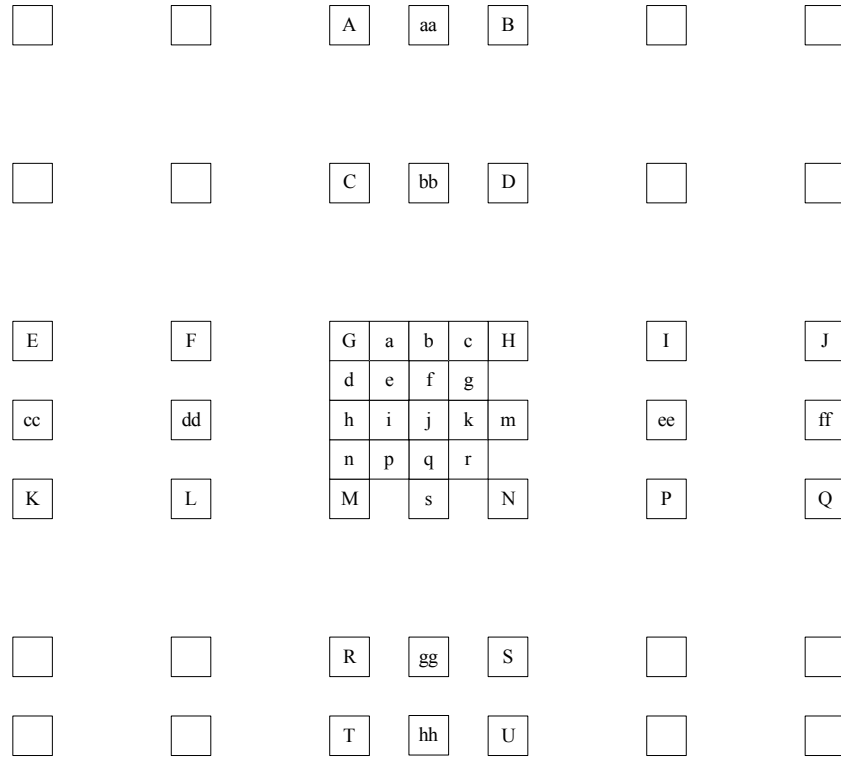 A aa B
C bb D
E F G a b c H I J
d e f g
cc dd h i j k m ee ff
n p q r
K L M s N P Q
R gg S
T hh U